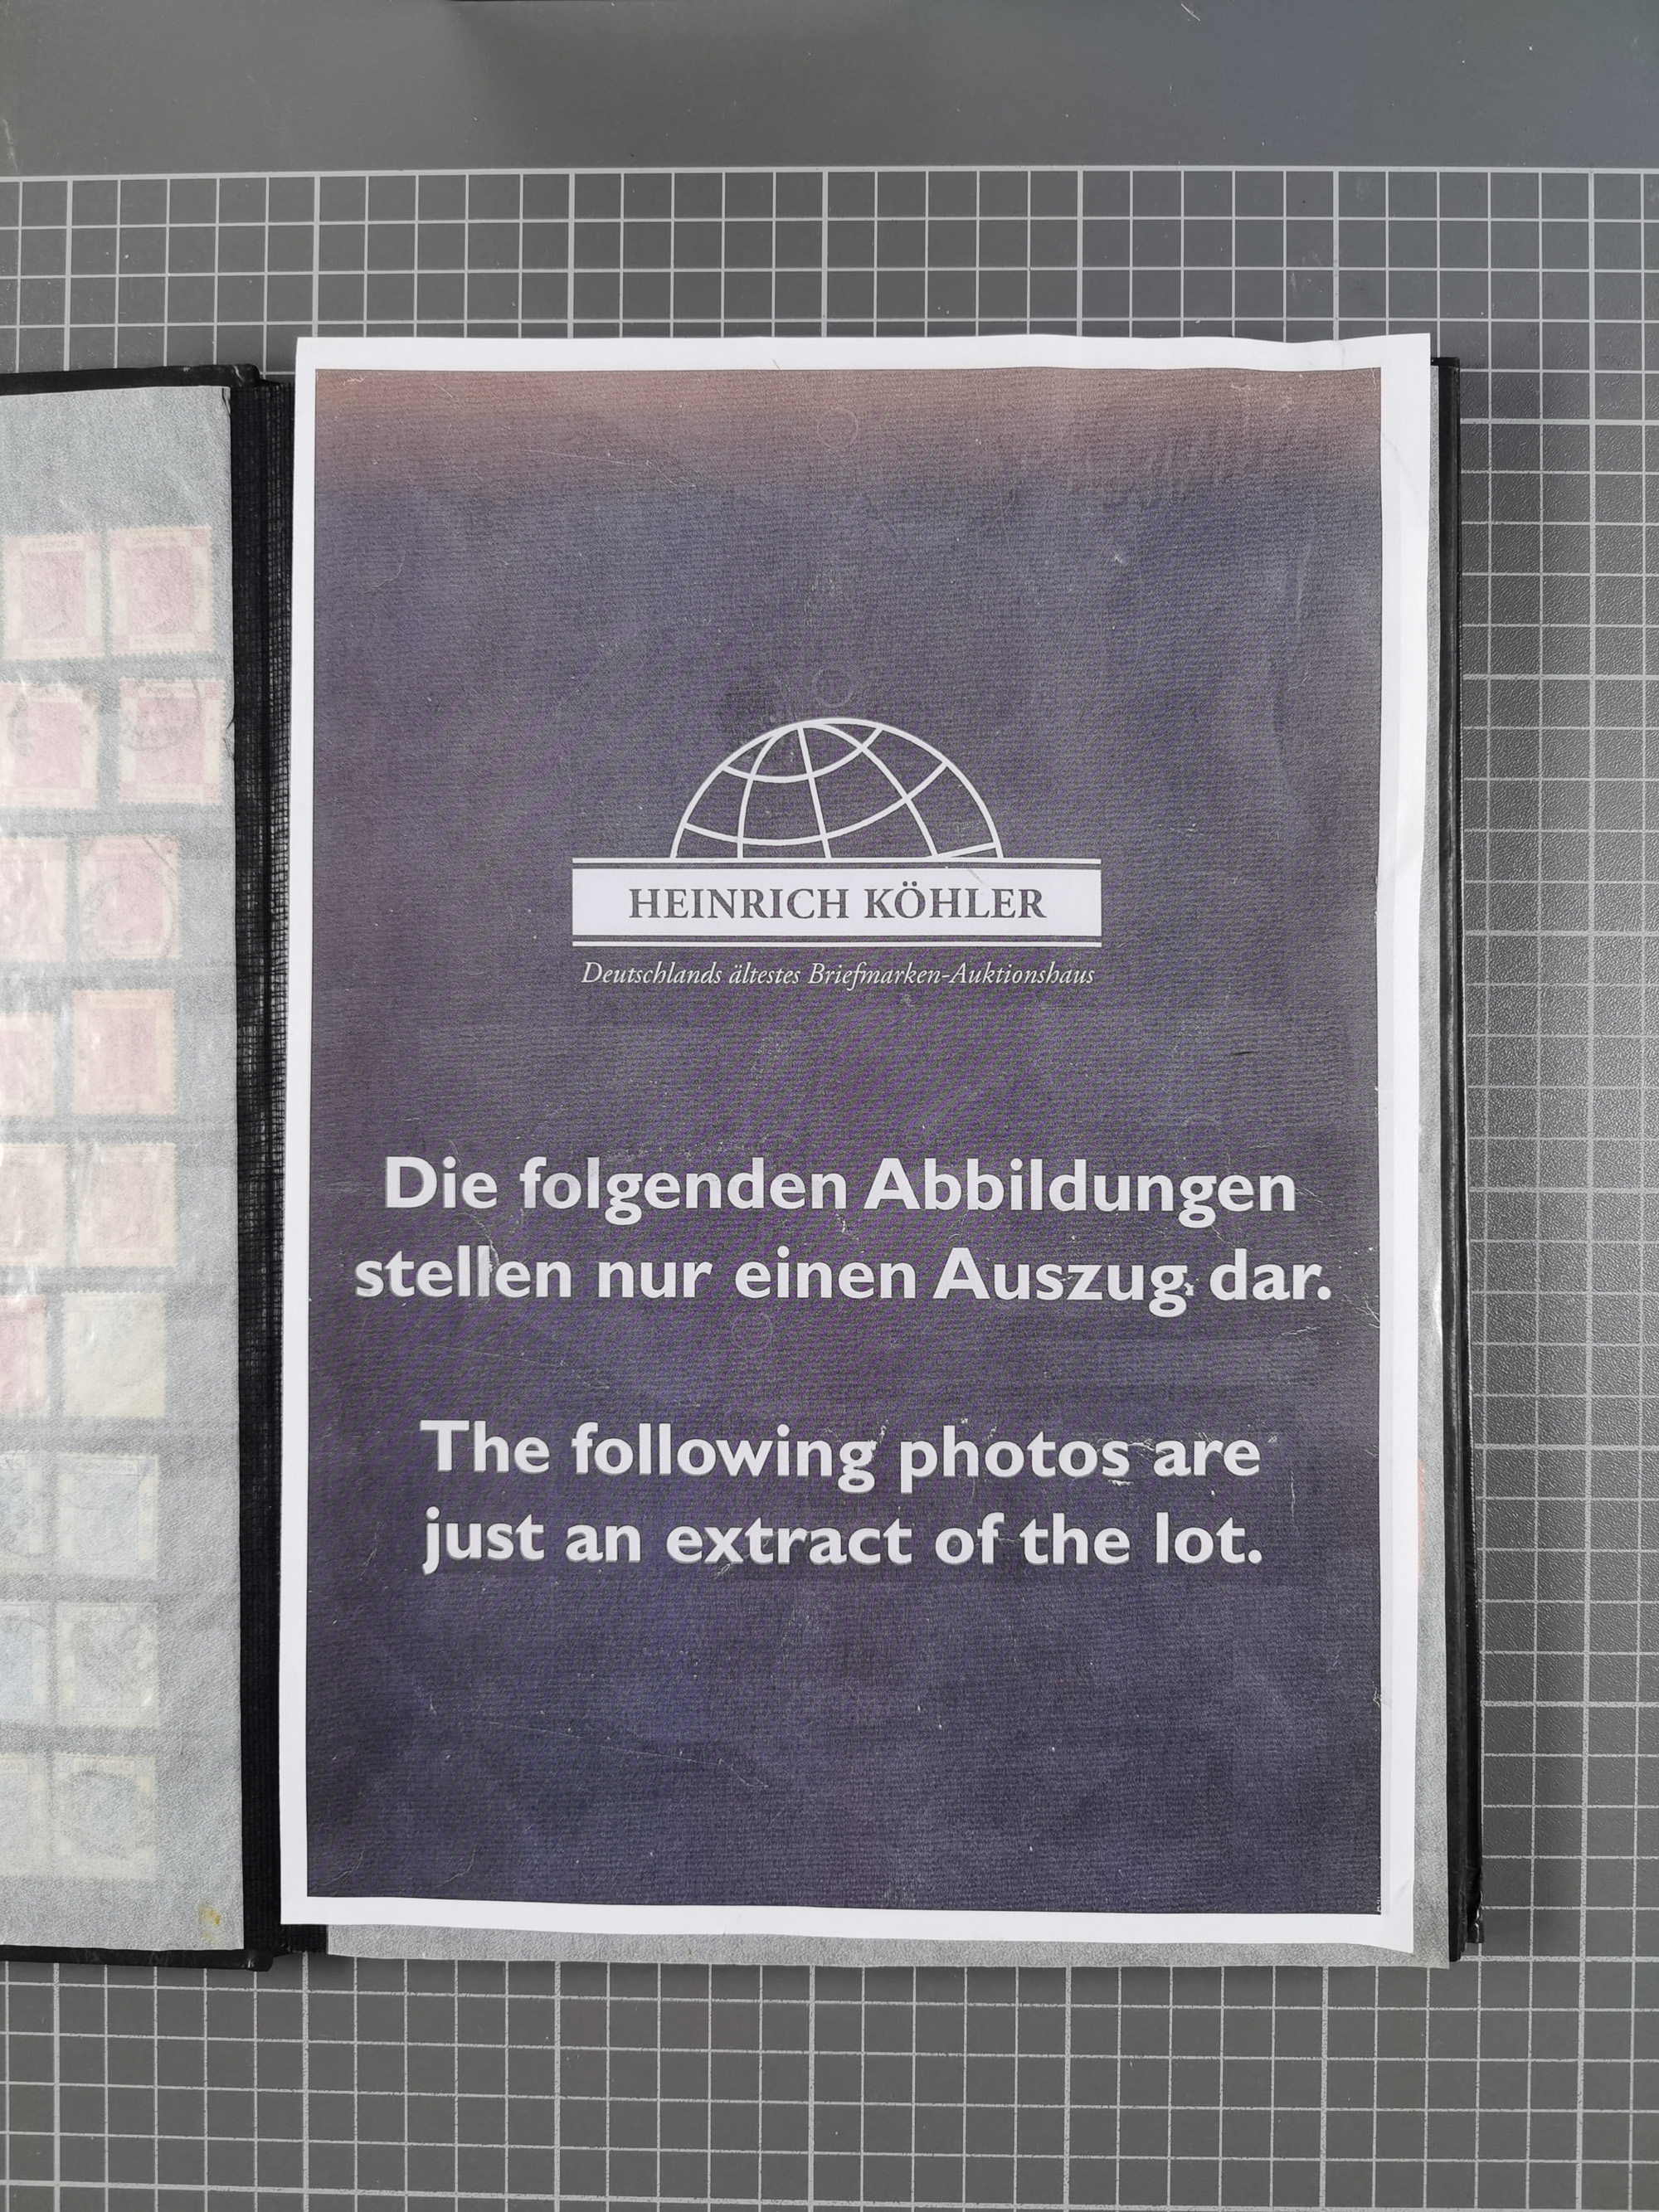 HEINRICH KÖHLER
Deutschlands ältestes Briefmarken-Auktionshaus
Die folgenden Abbildungen
stellen nur einen Auszug dar.
The following photos are
just an extract of the lot.